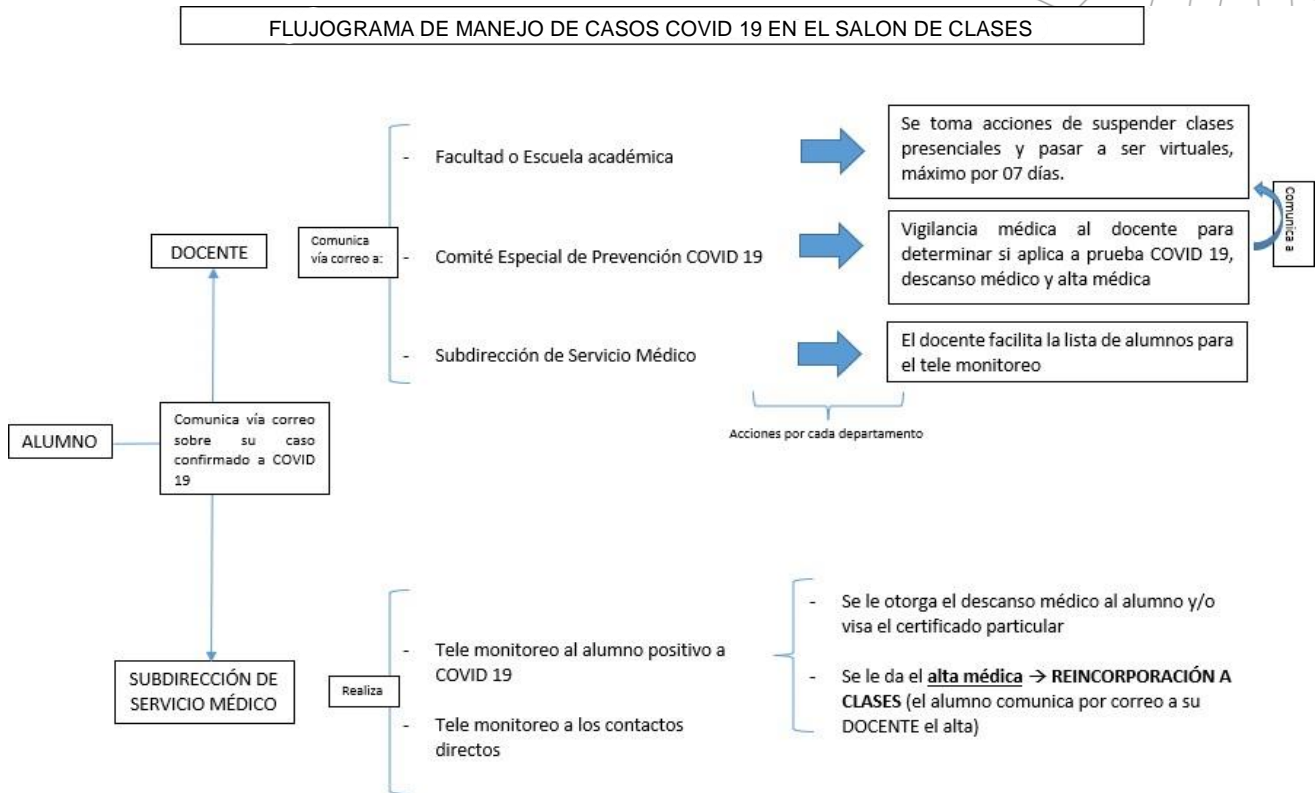 FLUJOGRAMA DE MANEJO DE CASOS COVID 19 EN EL SALON DE CLASES
ALUMNO
Comunica vía correo
sobre su caso
confirmado a COVID
19
DOCENTE
Comunica
vía correo a:
- Facultad o Escuela académica
Se toma acciones de suspender clases
presenciales y pasar a ser virtuales,
máximo por 07 días.
- Comité Especial de Prevención COVID 19
Vigilancia médica al docente para
determinar si aplica a prueba COVID 19,
descanso médico y alta médica
Comunica a
- Subdirección de Servicio Médico
El docente facilita la lista de alumnos para
el tele monitoreo
Acciones por cada departamento
SUBDIRECCIÓN DE
SERVICIO MÉDICO
Realiza
- Tele monitoreo al alumno positivo a
COVID 19
- Tele monitoreo a los contactos
directos
- Se le otorga el descanso médico al alumno y/o
visa el certificado particular
- Se le da el alta médica → REINCORPORACIÓN A
CLASES (el alumno comunica por correo a su
DOCENTE el alta)